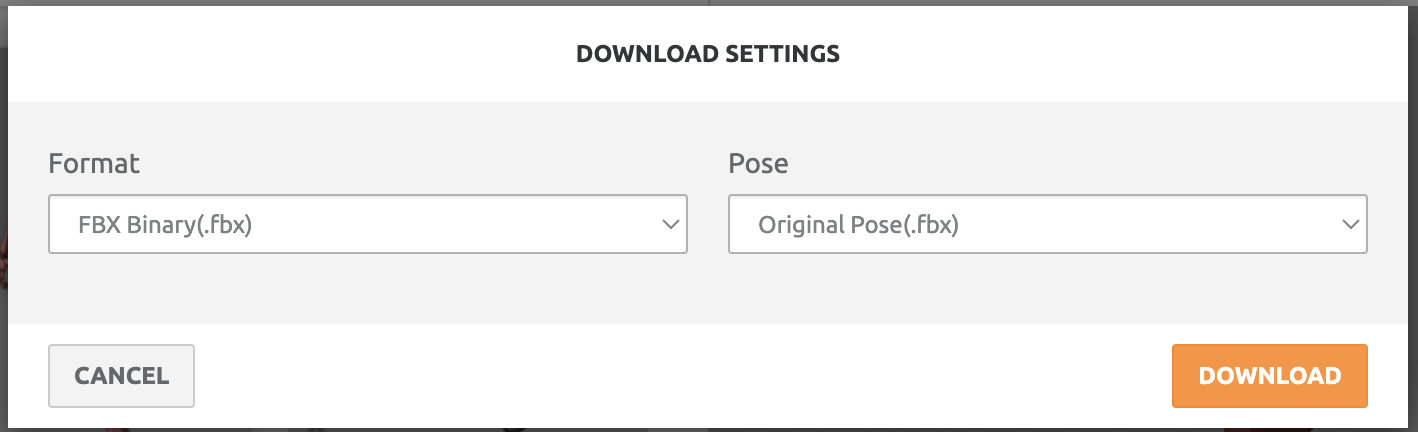 DOWNLOAD SETTINGS
Format
Pose
FBX Binary(.fbx)
Original Pose(.fbx)
CANCEL
DOWNLOAD